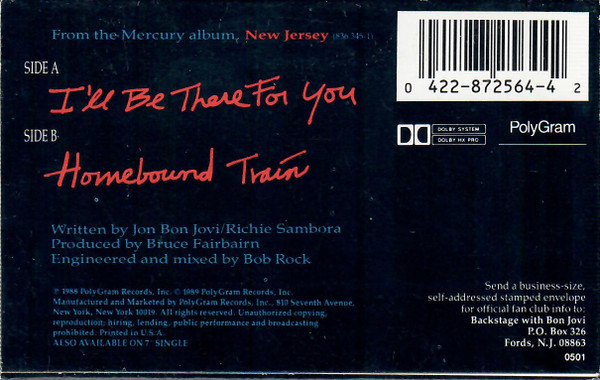 From the Mercury album, New Jersey (836 345-1)
SIDE A
I'll Be There For You
SIDE B
Homebound Train
Written by Jon Bon Jovi/Richie Sambora
Produced by Bruce Fairbairn
Engineered and mixed by Bob Rock
℗ 1988 PolyGram Records, Inc. © 1989 PolyGram Records, Inc.
Manufactured and Marketed by PolyGram Records, Inc., 810 Seventh Avenue,
New York, New York 10019. All rights reserved. Unauthorized copying,
reproduction, hiring, lending, public performance and broadcasting
prohibited. Printed in U.S.A.
ALSO AVAILABLE ON 7" SINGLE
0 422-872564-4 2
DOLBY SYSTEM
DOLBY HX PRO
PolyGram
Send a business-size,
self-addressed stamped envelope
for official fan club info to:
Backstage with Bon Jovi
P.O. Box 326
Fords, N.J. 08863
0501